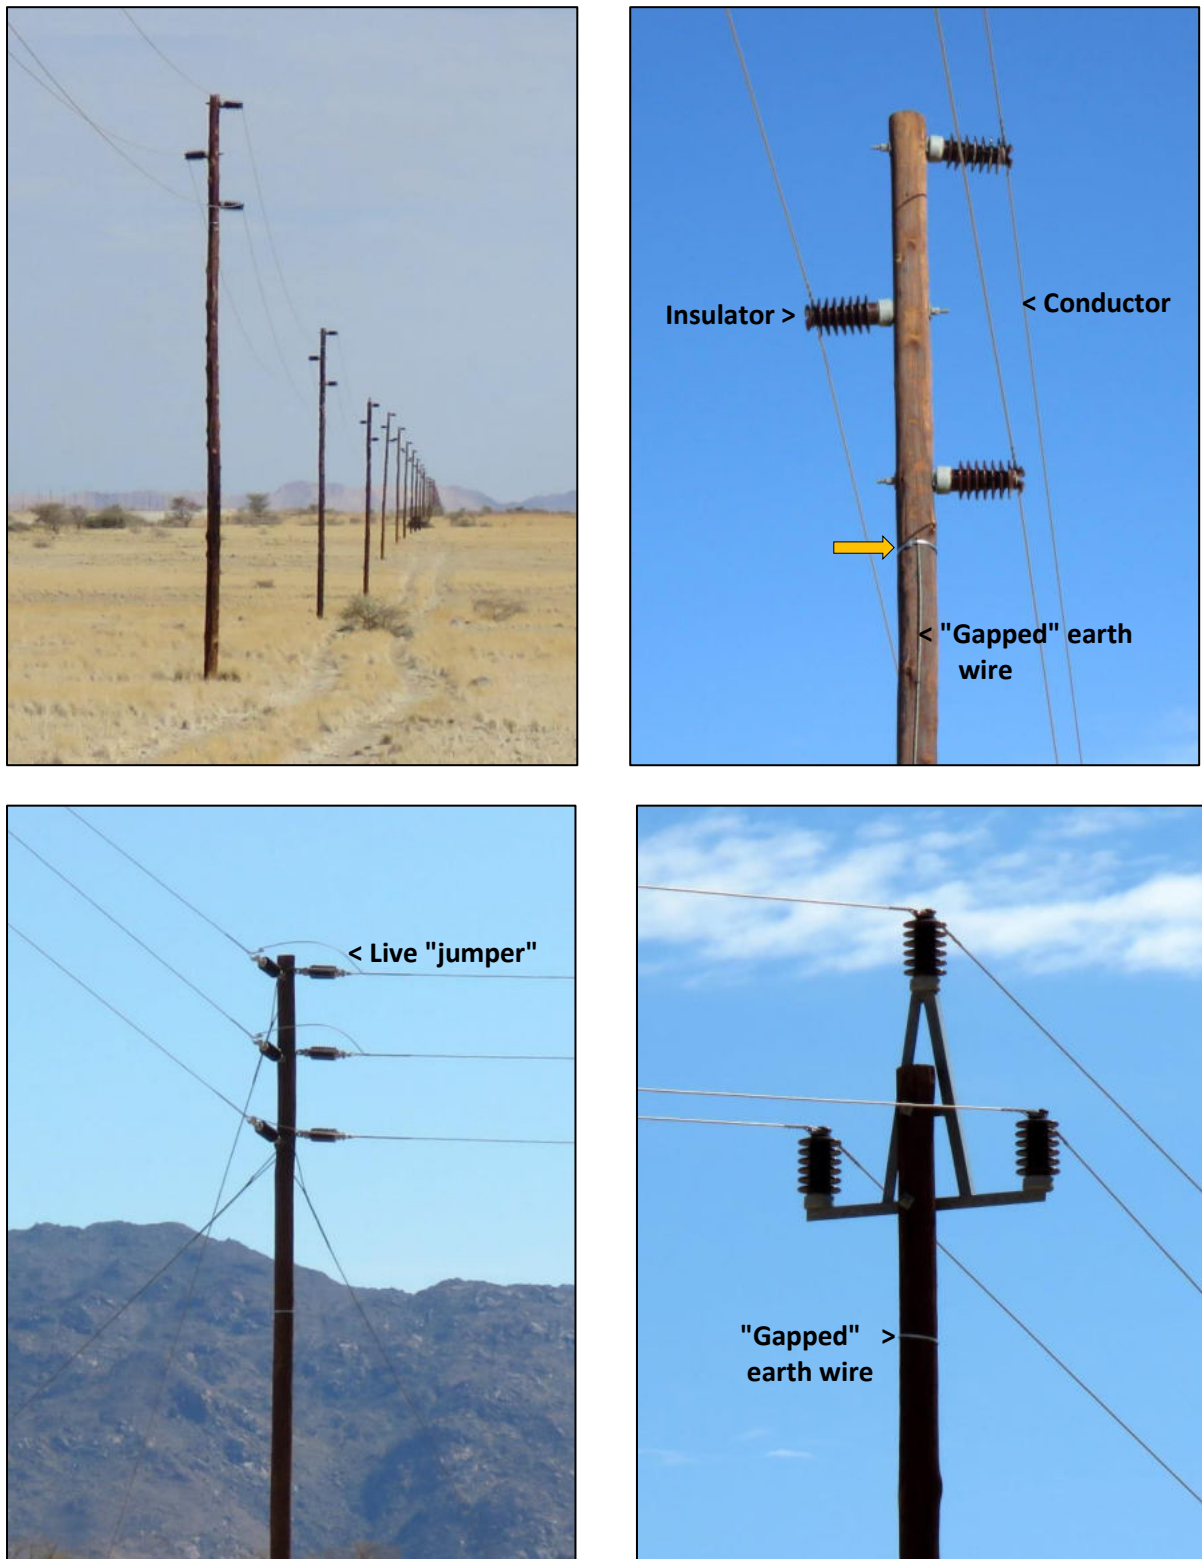 Insulator >
< Conductor
< "Gapped" earth
wire
< Live "jumper"
"Gapped" >
earth wire